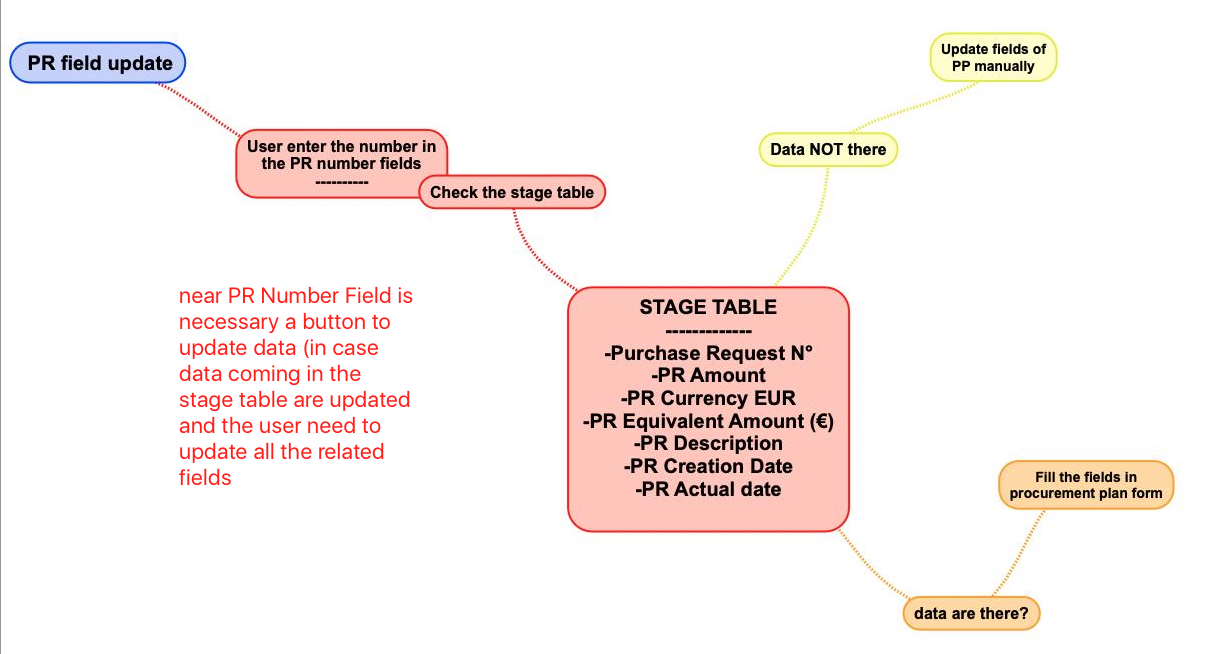 PR field update
User enter the number in
the PR number fields
----------
Check the stage table
Update fields of
PP manually
Data NOT there
near PR Number Field is
necessary a button to
update data (in case
data coming in the
stage table are updated
and the user need to
update all the related
fields
STAGE TABLE
-------------
-Purchase Request N°
-PR Amount
-PR Currency EUR
-PR Equivalent Amount (€)
-PR Description
-PR Creation Date
-PR Actual date
Fill the fields in
procurement plan form
data are there?